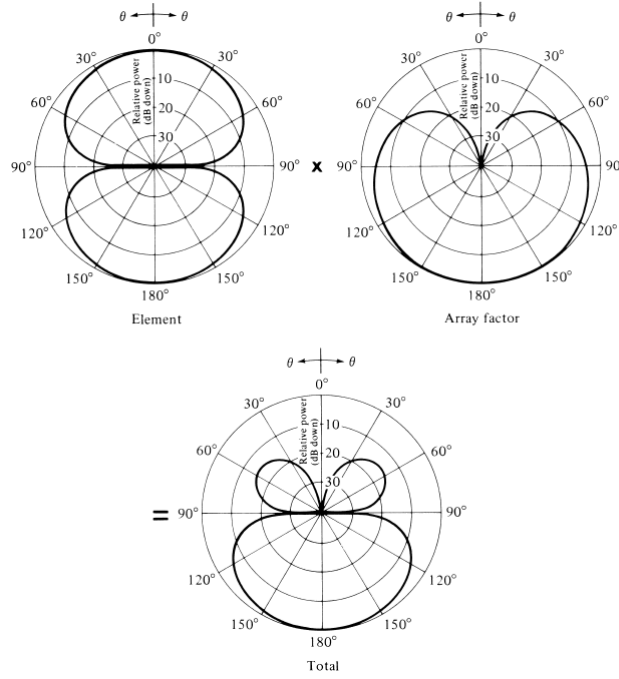 θ θ
0°
30° 30°
60° 60°
90° 90°
120° 120°
150° 150°
180°
Relative power
(dB down)
10
20
30
Element
x
θ θ
0°
30° 30°
60° 60°
90° 90°
120° 120°
150° 150°
180°
Relative power
(dB down)
10
20
30
Array factor
=
θ θ
0°
30° 30°
60° 60°
90° 90°
120° 120°
150° 150°
180°
Relative power
(dB down)
10
20
30
Total